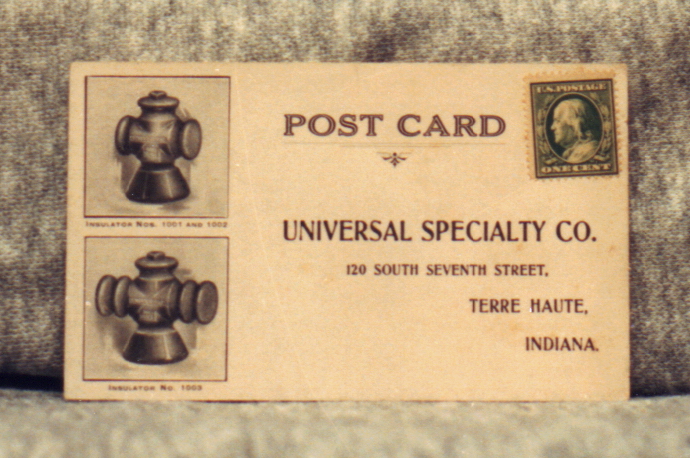 POST CARD
U.S. POSTAGE
ONE CENT
INSULATOR NOS. 1001 AND 1002
UNIVERSAL SPECIALTY CO.
120 SOUTH SEVENTH STREET,
TERRE HAUTE,
INDIANA.
INSULATOR NO. 1003